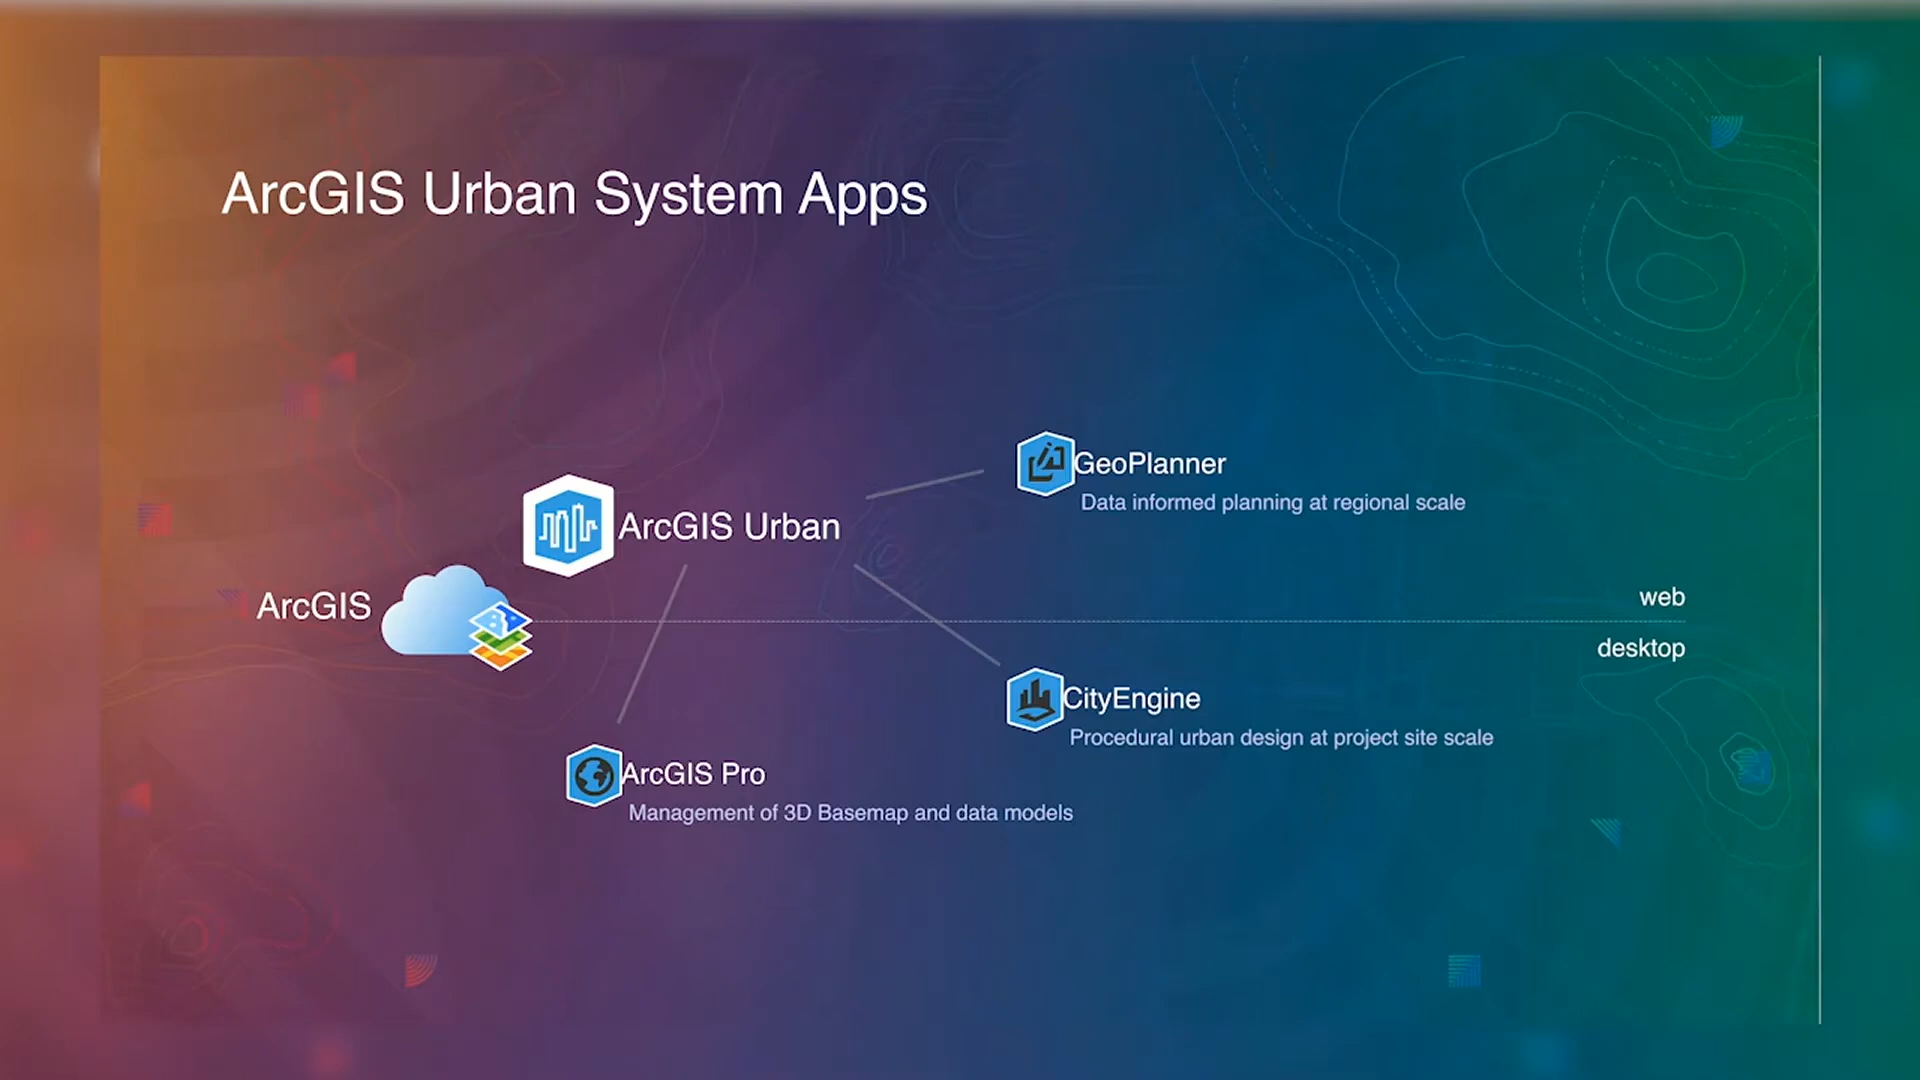 ArcGIS Urban System Apps
GeoPlanner
Data informed planning at regional scale
ArcGIS Urban
ArcGIS
web
desktop
CityEngine
Procedural urban design at project site scale
ArcGIS Pro
Management of 3D Basemap and data models